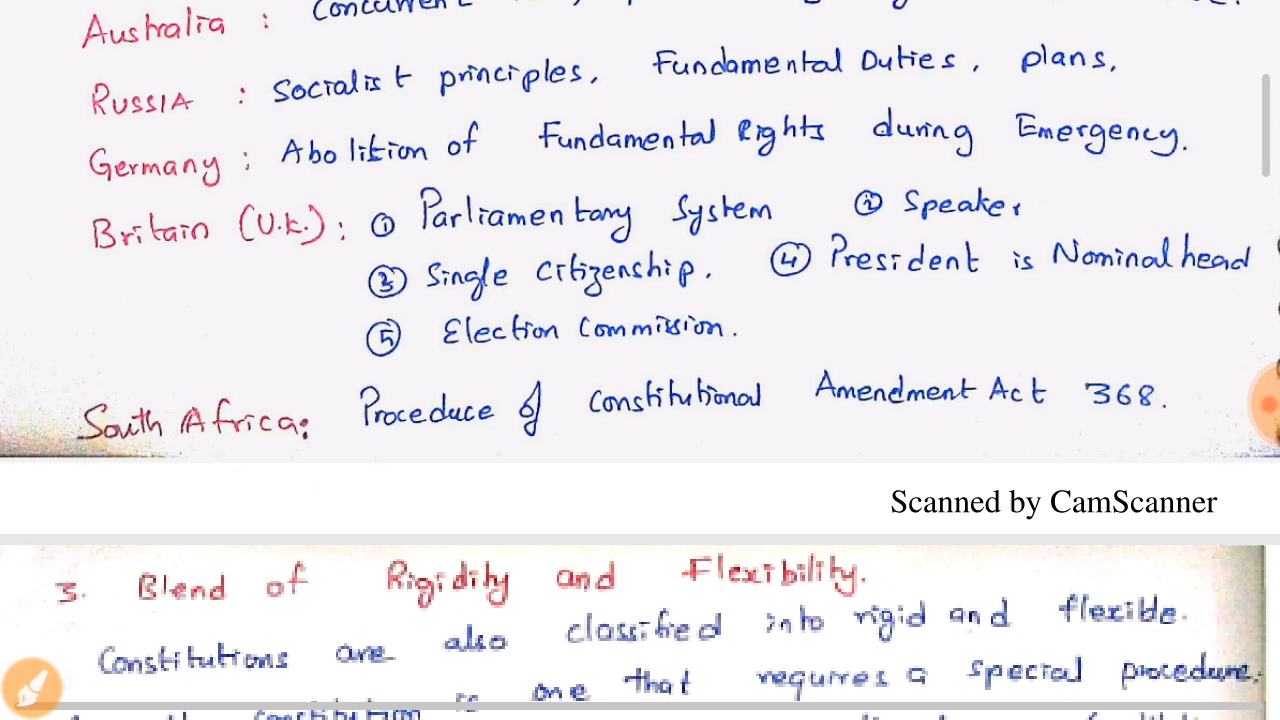 Australia : Concurrent
RUSSIA : Socialist principles, Fundamental Duties, plans.
Germany : Abolition of Fundamental Rights during Emergency.
Britain (U.K.): ① Parliamentary System ② Speaker
③ Single Citizenship. ④ President is Nominal head
⑤ Election Commission.
South Africa: Proceduce of Constitutional Amendment Act 368.
Scanned by CamScanner
3. Blend of Rigidity and Flexibility.
Constitutions are also classified into rigid and flexible.
one that requires a special procedure.